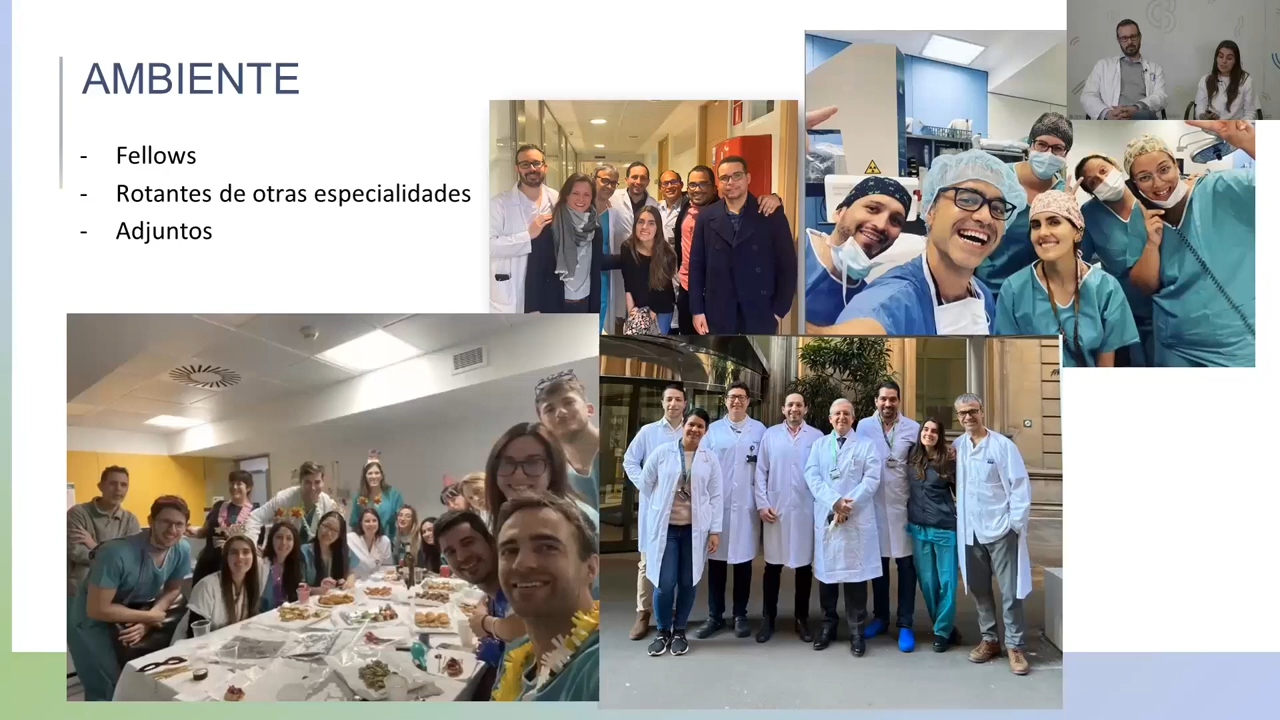 AMBIENTE
- Fellows
- Rotantes de otras especialidades
- Adjuntos